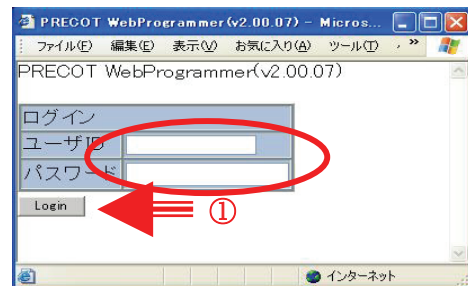 PRECOT WebProgrammer(v2.00.07) - Micros...
ファイル(F) 編集(E) 表示(V) お気に入り(A) ツール(T) »
PRECOT WebProgrammer(v2.00.07)
ログイン
ユーザID
パスワード
Login
①
インターネット